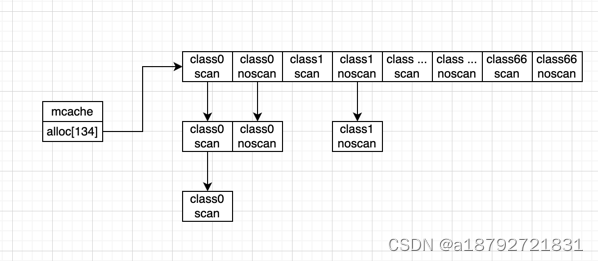 class0 class0 class1 class1 class ... class ... class66 class66
scan noscan scan noscan scan noscan scan noscan
mcache
alloc[134]
class0 class0 class1
scan noscan noscan
class0
scan
CSDN @a18792721831